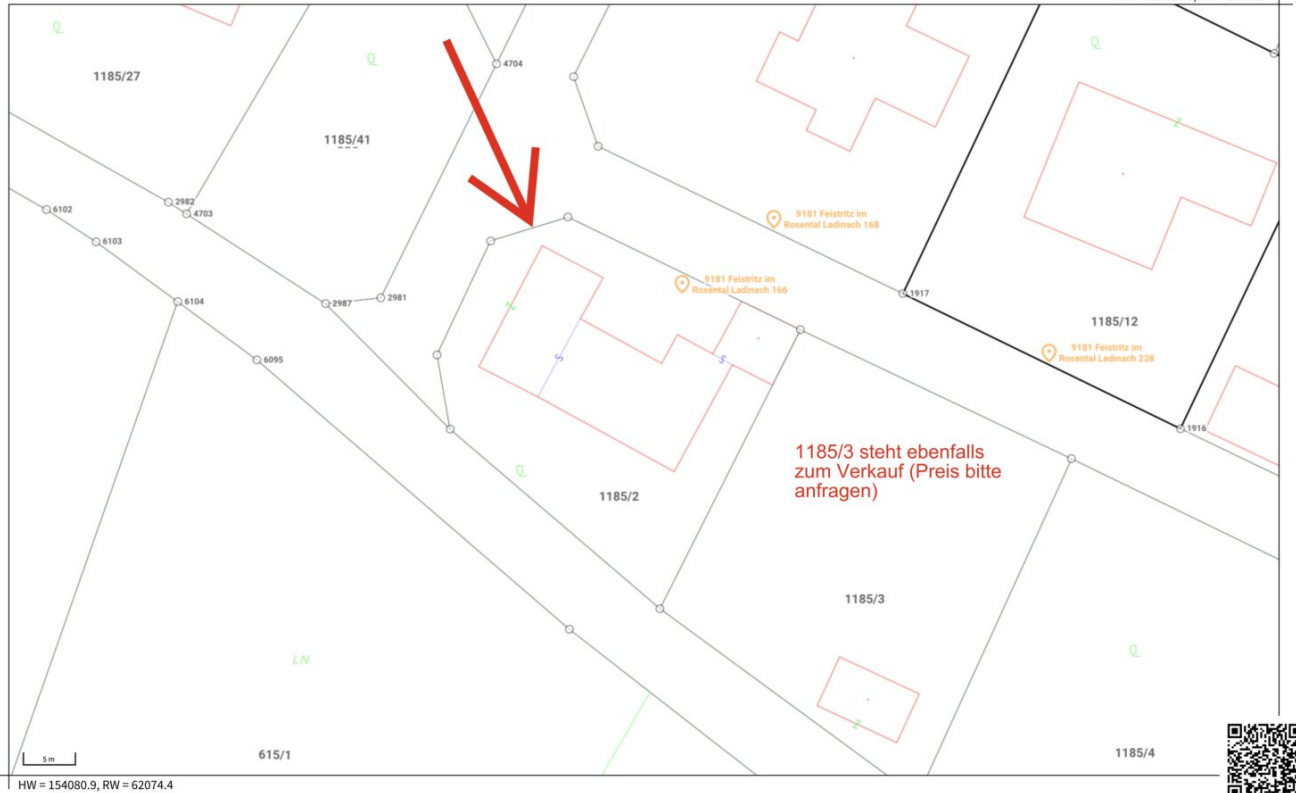 Q
Q
Q
4704
1185/27
1185/41
Z
2982
4703
6102
9181 Feistritz im
Rosental Ladinach 168
6103
9181 Feistritz im
Rosental Ladinach 166
1917
2987
2981
6104
Z
1185/12
9181 Feistritz im
Rosental Ladinach 228
S
S
6095
1916
1185/3 steht ebenfalls
zum Verkauf (Preis bitte
anfragen)
Q
1185/2
1185/3
Q
LN
Z
615/1
1185/4
5 m
HW = 154080.9, RW = 62074.4